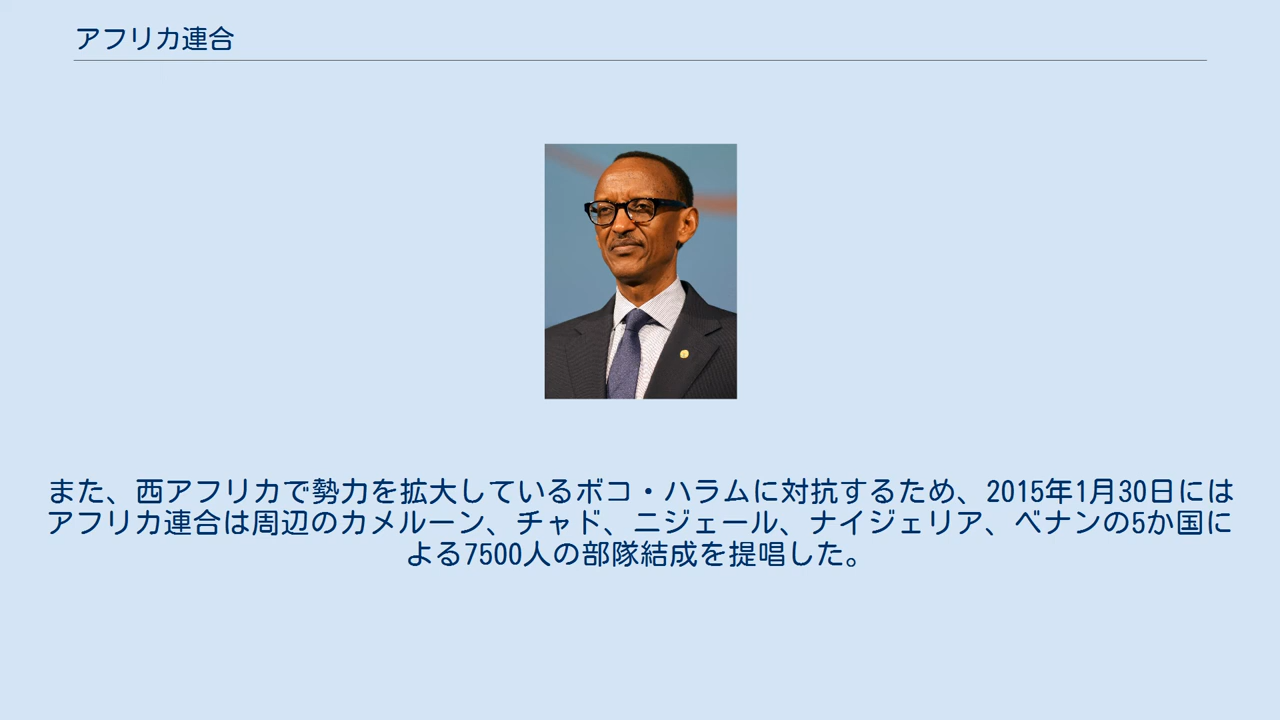 アフリカ連合
また、西アフリカで勢力を拡大しているボコ・ハラムに対抗するため、2015年1月30日には
アフリカ連合は周辺のカメルーン、チャド、ニジェール、ナイジェリア、ベナンの5か国に
よる7500人の部隊結成を提唱した。